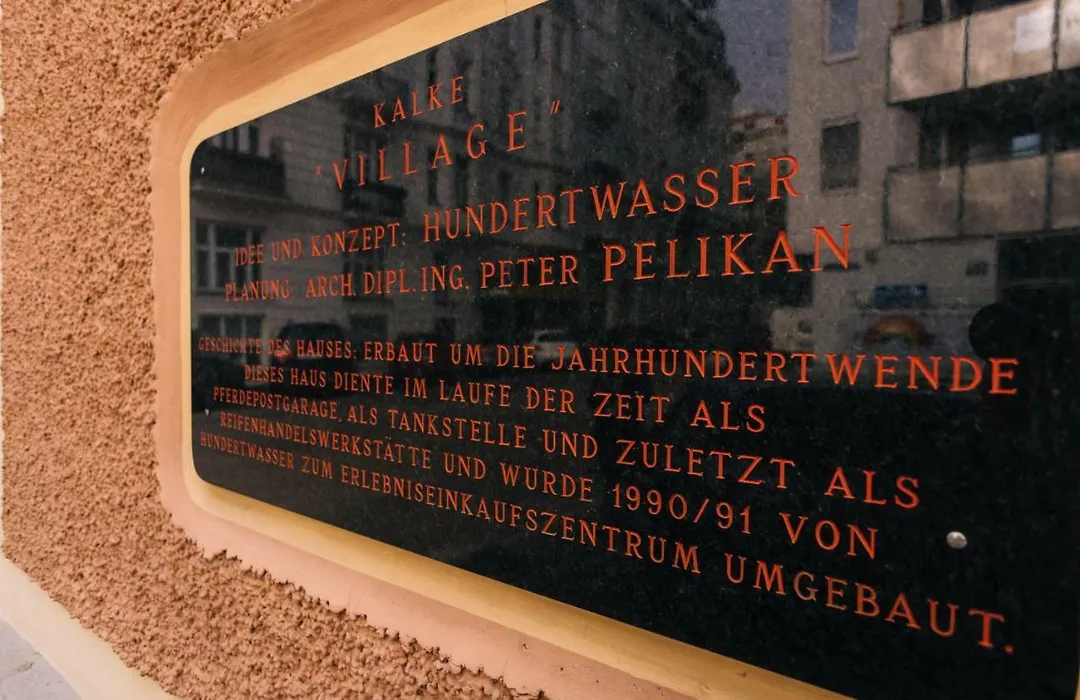 KALKE
"VILLAGE"
IDEE UND KONZEPT: HUNDERTWASSER
PLANUNG: ARCH. DIPL. ING. PETER PELIKAN
GESCHICHTE DES HAUSES: ERBAUT UM DIE JAHRHUNDERTWENDE
DIESES HAUS DIENTE IM LAUFE DER ZEIT ALS
PFERDEPOSTGARAGE, ALS TANKSTELLE UND ZULETZT ALS
REIFENHANDELSWERKSTÄTTE UND WURDE 1990/91 VON
HUNDERTWASSER ZUM ERLEBNISEINKAUFSZENTRUM UMGEBAUT.